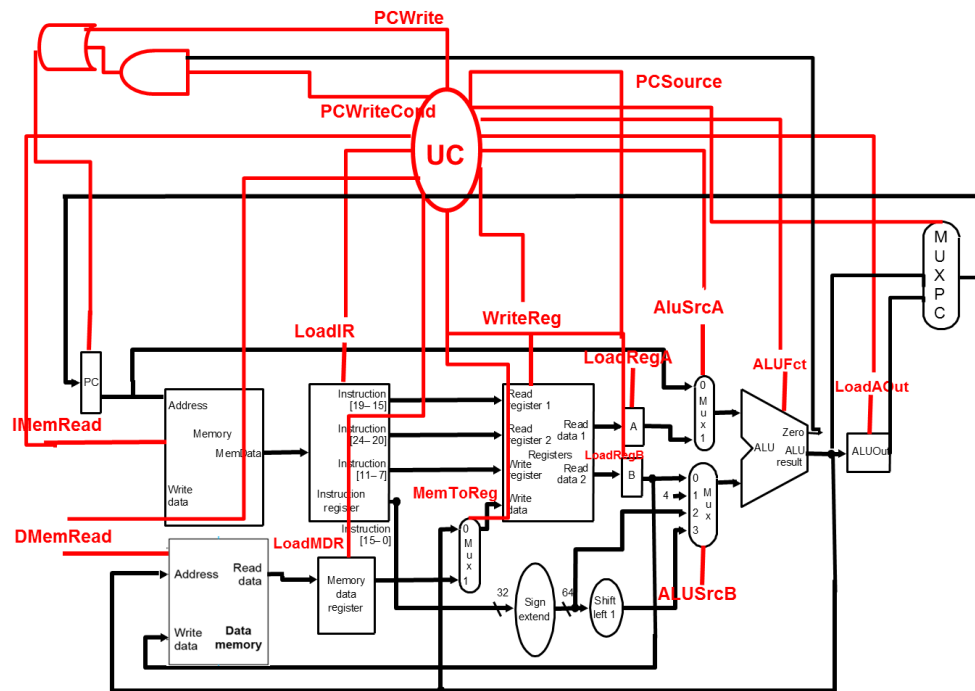 PCWrite
PCSource
PCWriteCond
UC
M
U
X
P
C
LoadIR
WriteReg
AluSrcA
LoadRegA
ALUFct
LoadAOut
PC
IMemRead
Address
Memory
MemData
Write
data
Instruction
[19–15]
Instruction
[24–20]
Instruction
[11–7]
Instruction
register
Instruction
[15–0]
Read
register 1
Read
register 2
Registers
Write
register
Write
data
Read
data 1
Read
data 2
A
LoadRegB
B
0
M
u
x
1
4
0
1
2
3
M
u
x
ALU
Zero
ALU
result
ALUOut
MemToReg
0
M
u
x
1
DMemRead
LoadMDR
ALUSrcB
Address
Read
data
Write
data
Data
memory
Memory
data
register
32
Sign
extend
64
Shift
left 1